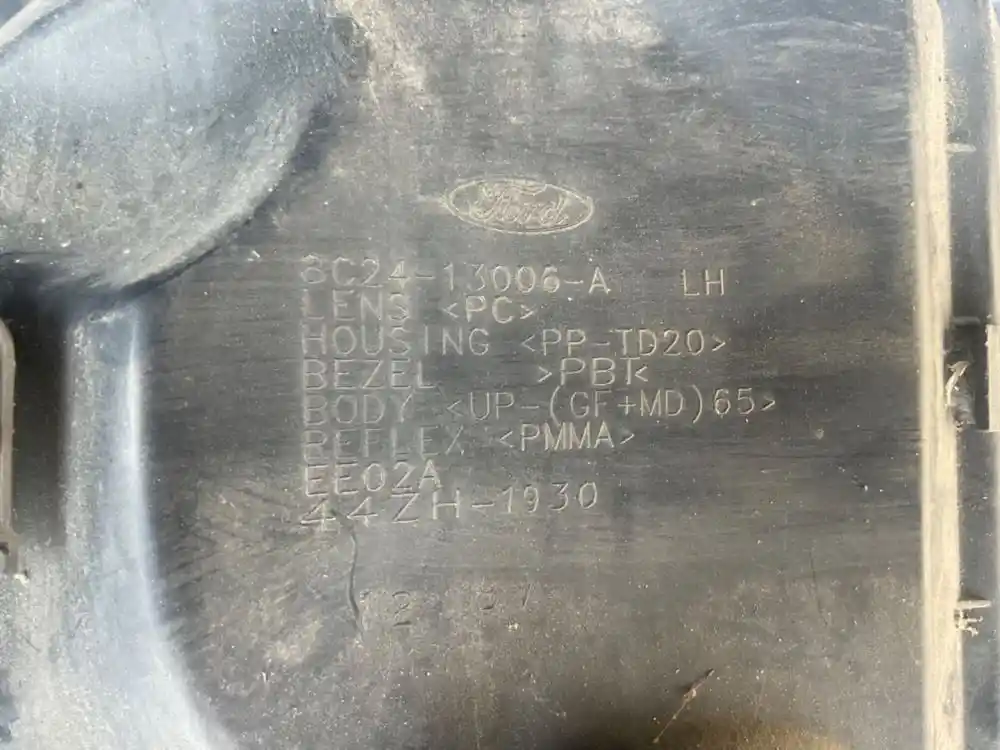 Ford
8C24-13006-A LH
LENS <PC>
HOUSING <PP-TD20>
BEZEL >PBT<
BODY <UP-(GF+MD)65>
REFLEX <PMMA>
EE02A
44ZH-1930